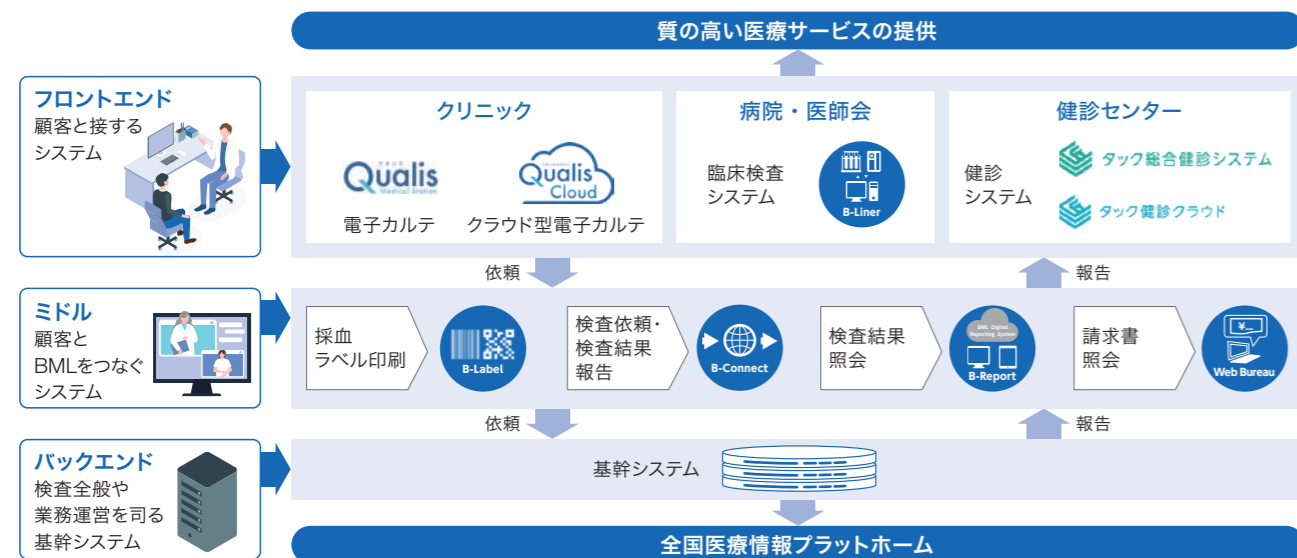 質の高い医療サービスの提供
フロントエンド
顧客と接する
システム
クリニック
Qualis
Medical Station
電子カルテ
Qualis
Cloud
クラウド型電子カルテ
病院・医師会
臨床検査
システム
B-Liner
健診センター
健診
システム
タック総合健診システム
タック健診クラウド
依頼
報告
ミドル
顧客と
BMLをつなぐ
システム
採血
ラベル印刷
B-Label
検査依頼・
検査結果
報告
B-Connect
検査結果
照会
BML Digital
Reporting System
B-Report
請求書
照会
¥...
Web Bureau
依頼
報告
バックエンド
検査全般や
業務運営を司る
基幹システム
基幹システム
全国医療情報プラットホーム